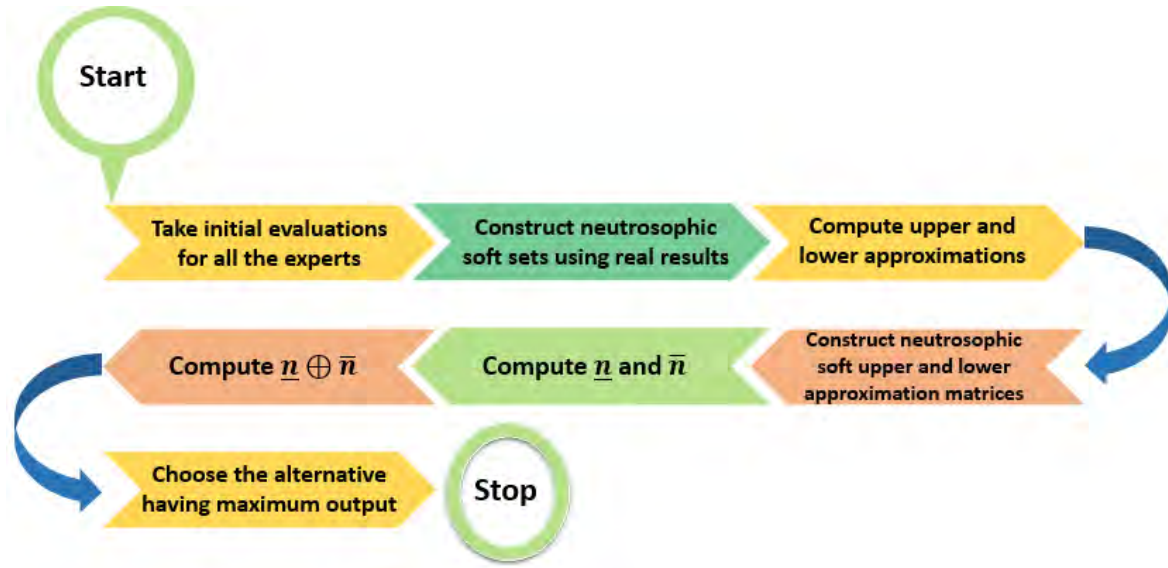 Start
Take initial evaluations
for all the experts
Construct neutrosophic
soft sets using real results
Compute upper and
lower approximations
Construct neutrosophic
soft upper and lower
approximation matrices
Compute n̲ and n̅
Compute n̲ ⊕ n̅
Choose the alternative
having maximum output
Stop